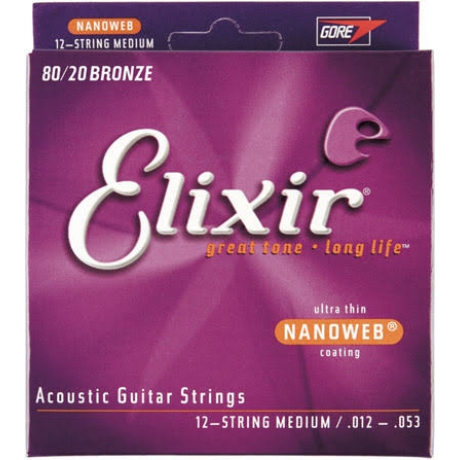 NANOWEB
12–STRING MEDIUM
GORE
80/20 BRONZE
Elixir®
great tone • long life™
ultra thin
NANOWEB®
coating
Acoustic Guitar Strings
12–STRING MEDIUM / .012 – .053